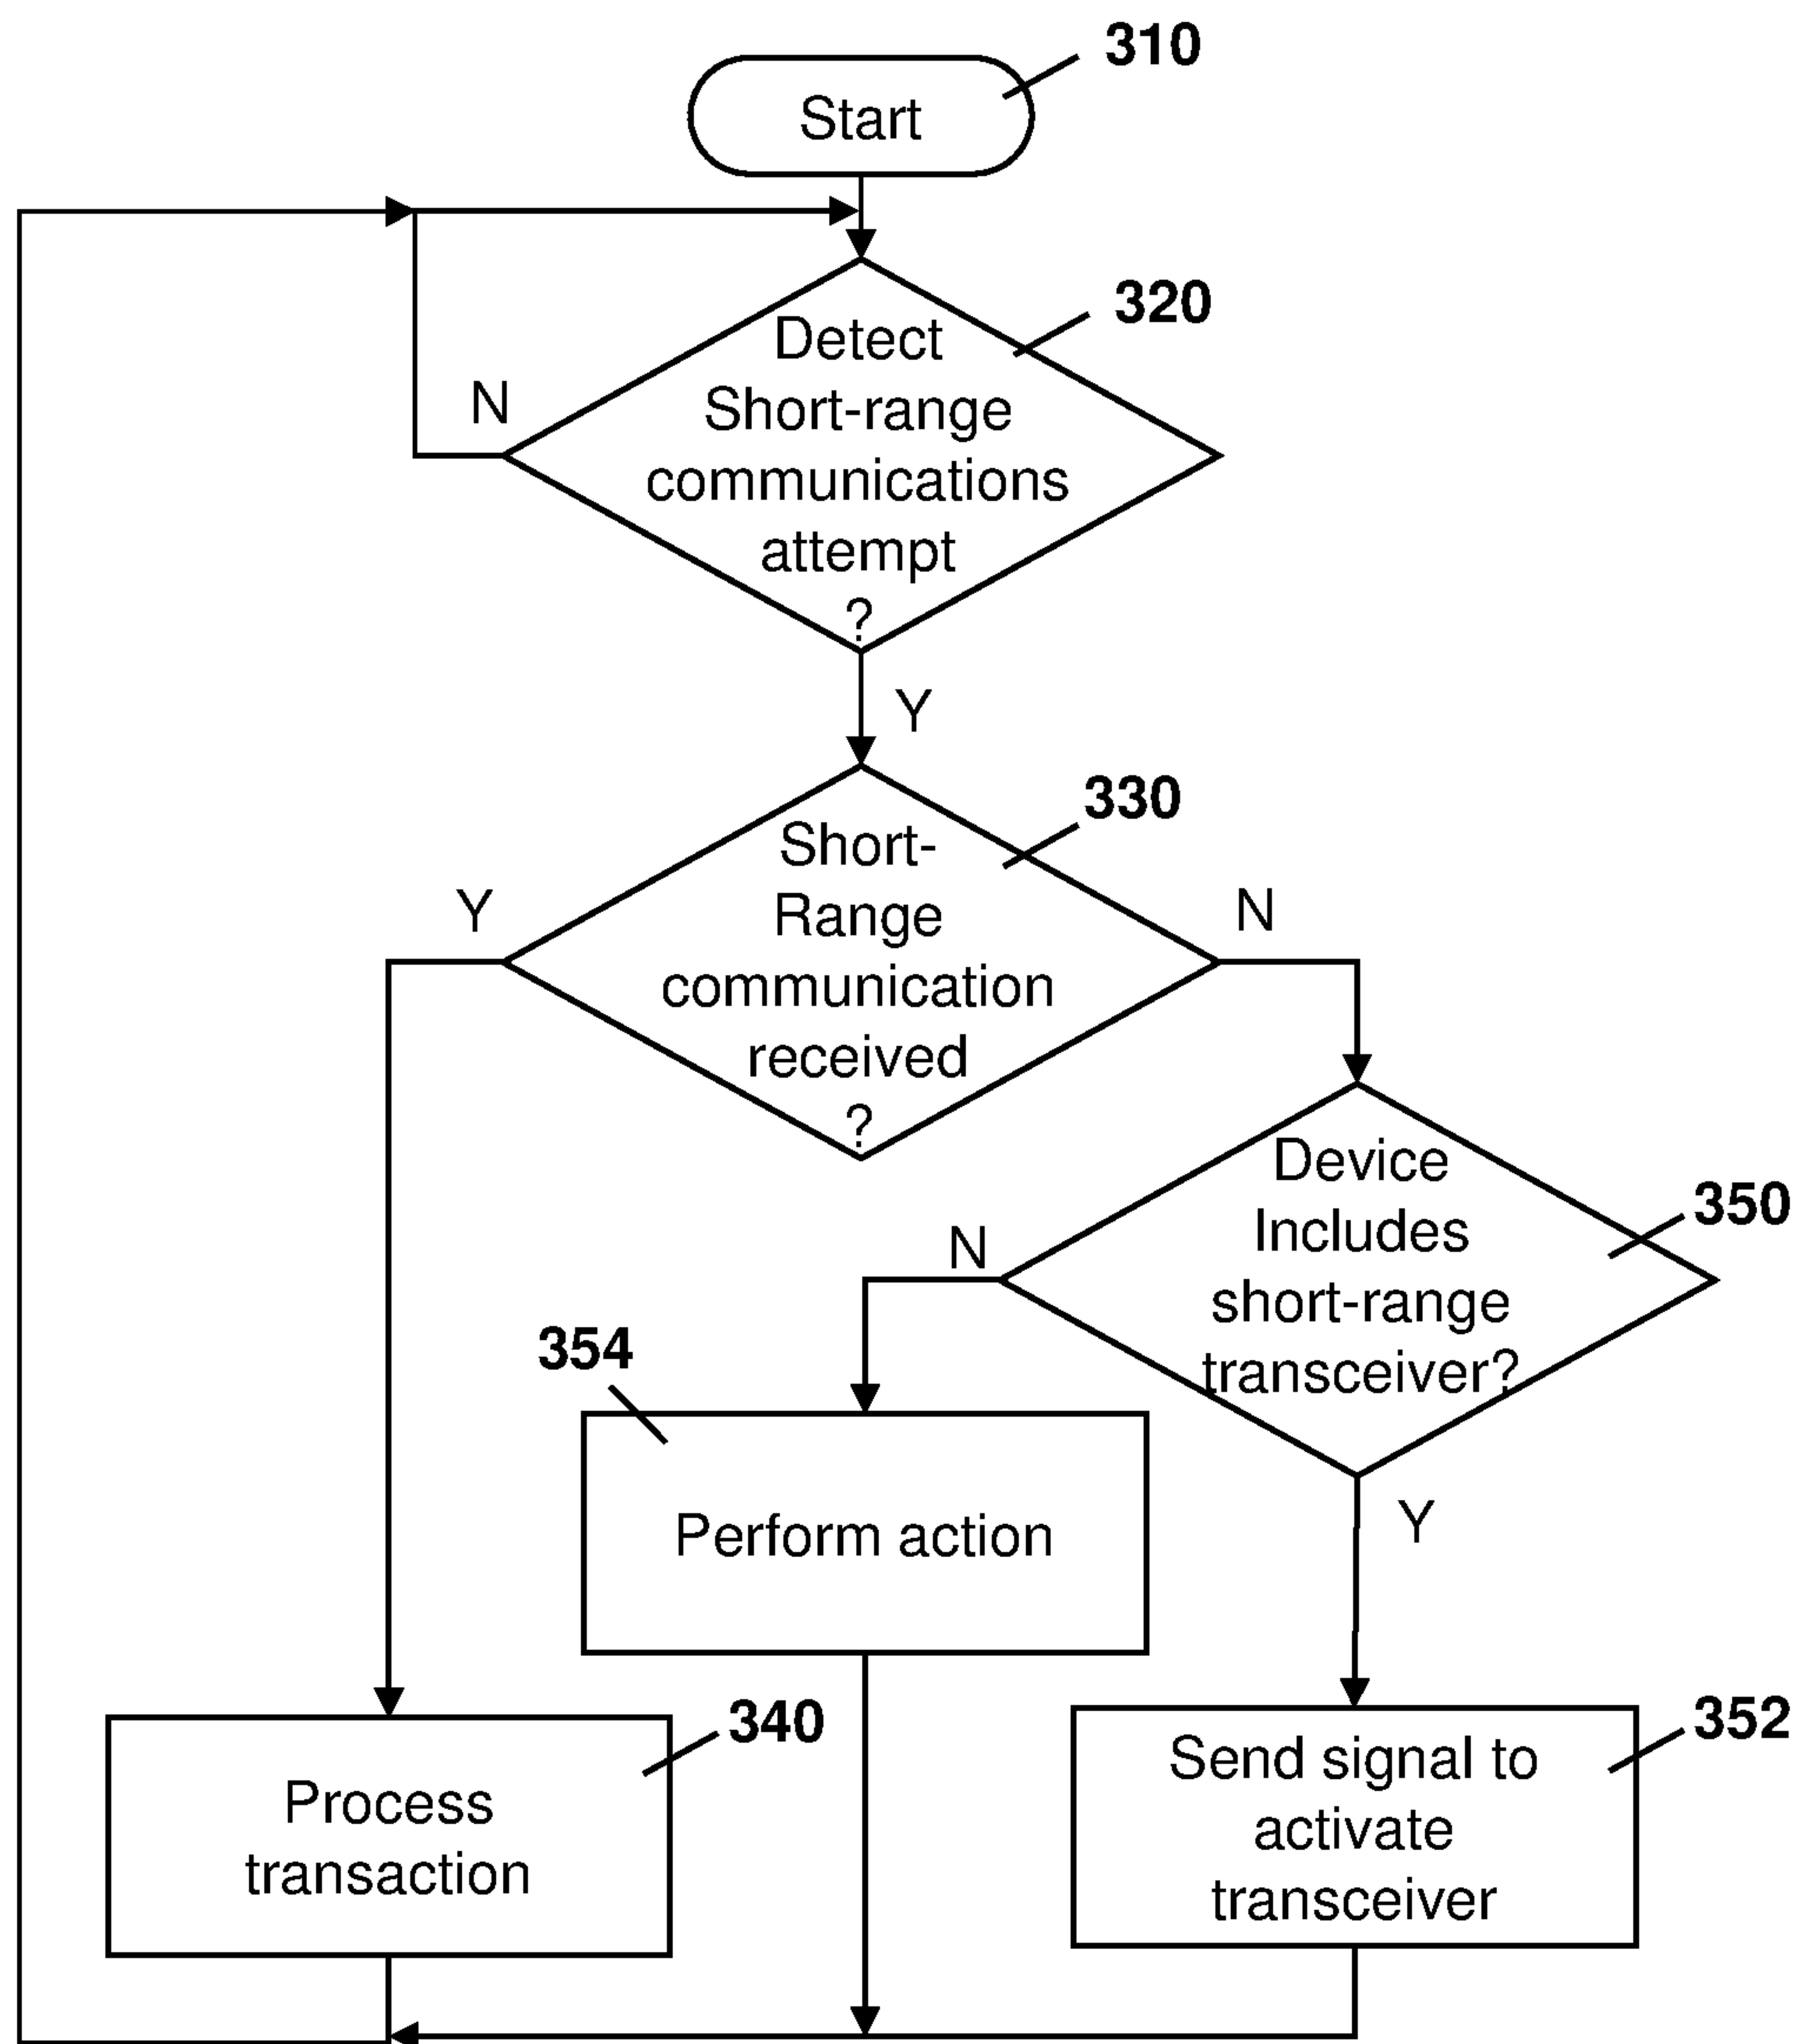 310
Start
320
Detect
Short-range
communications
attempt
?
N
Y
330
Short-
Range
communication
received
?
Y
N
350
Device
Includes
short-range
transceiver?
N
Y
354
Perform action
340
Process
transaction
352
Send signal to
activate
transceiver